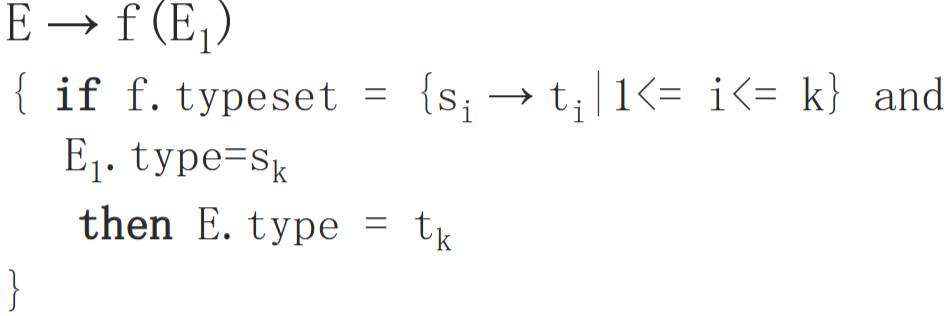 E → f(E₁)
{ if f.typeset = {sᵢ → tᵢ|1<= i<= k} and
E₁.type=sₖ
then E.type = tₖ
}